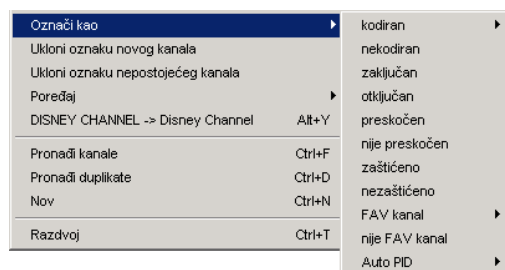 Označi kao
Ukloni oznaku novog kanala
Ukloni oznaku nepostojećeg kanala
Poređaj
DISNEY CHANNEL -> Disney Channel Alt+Y
Pronađi kanale Ctrl+F
Pronađi duplikate Ctrl+D
Nov Ctrl+N
Razdvoj Ctrl+T
kodiran
nekodiran
zaključan
otključan
preskočen
nije preskočen
zaštićeno
nezaštićeno
FAV kanal
nije FAV kanal
Auto PID